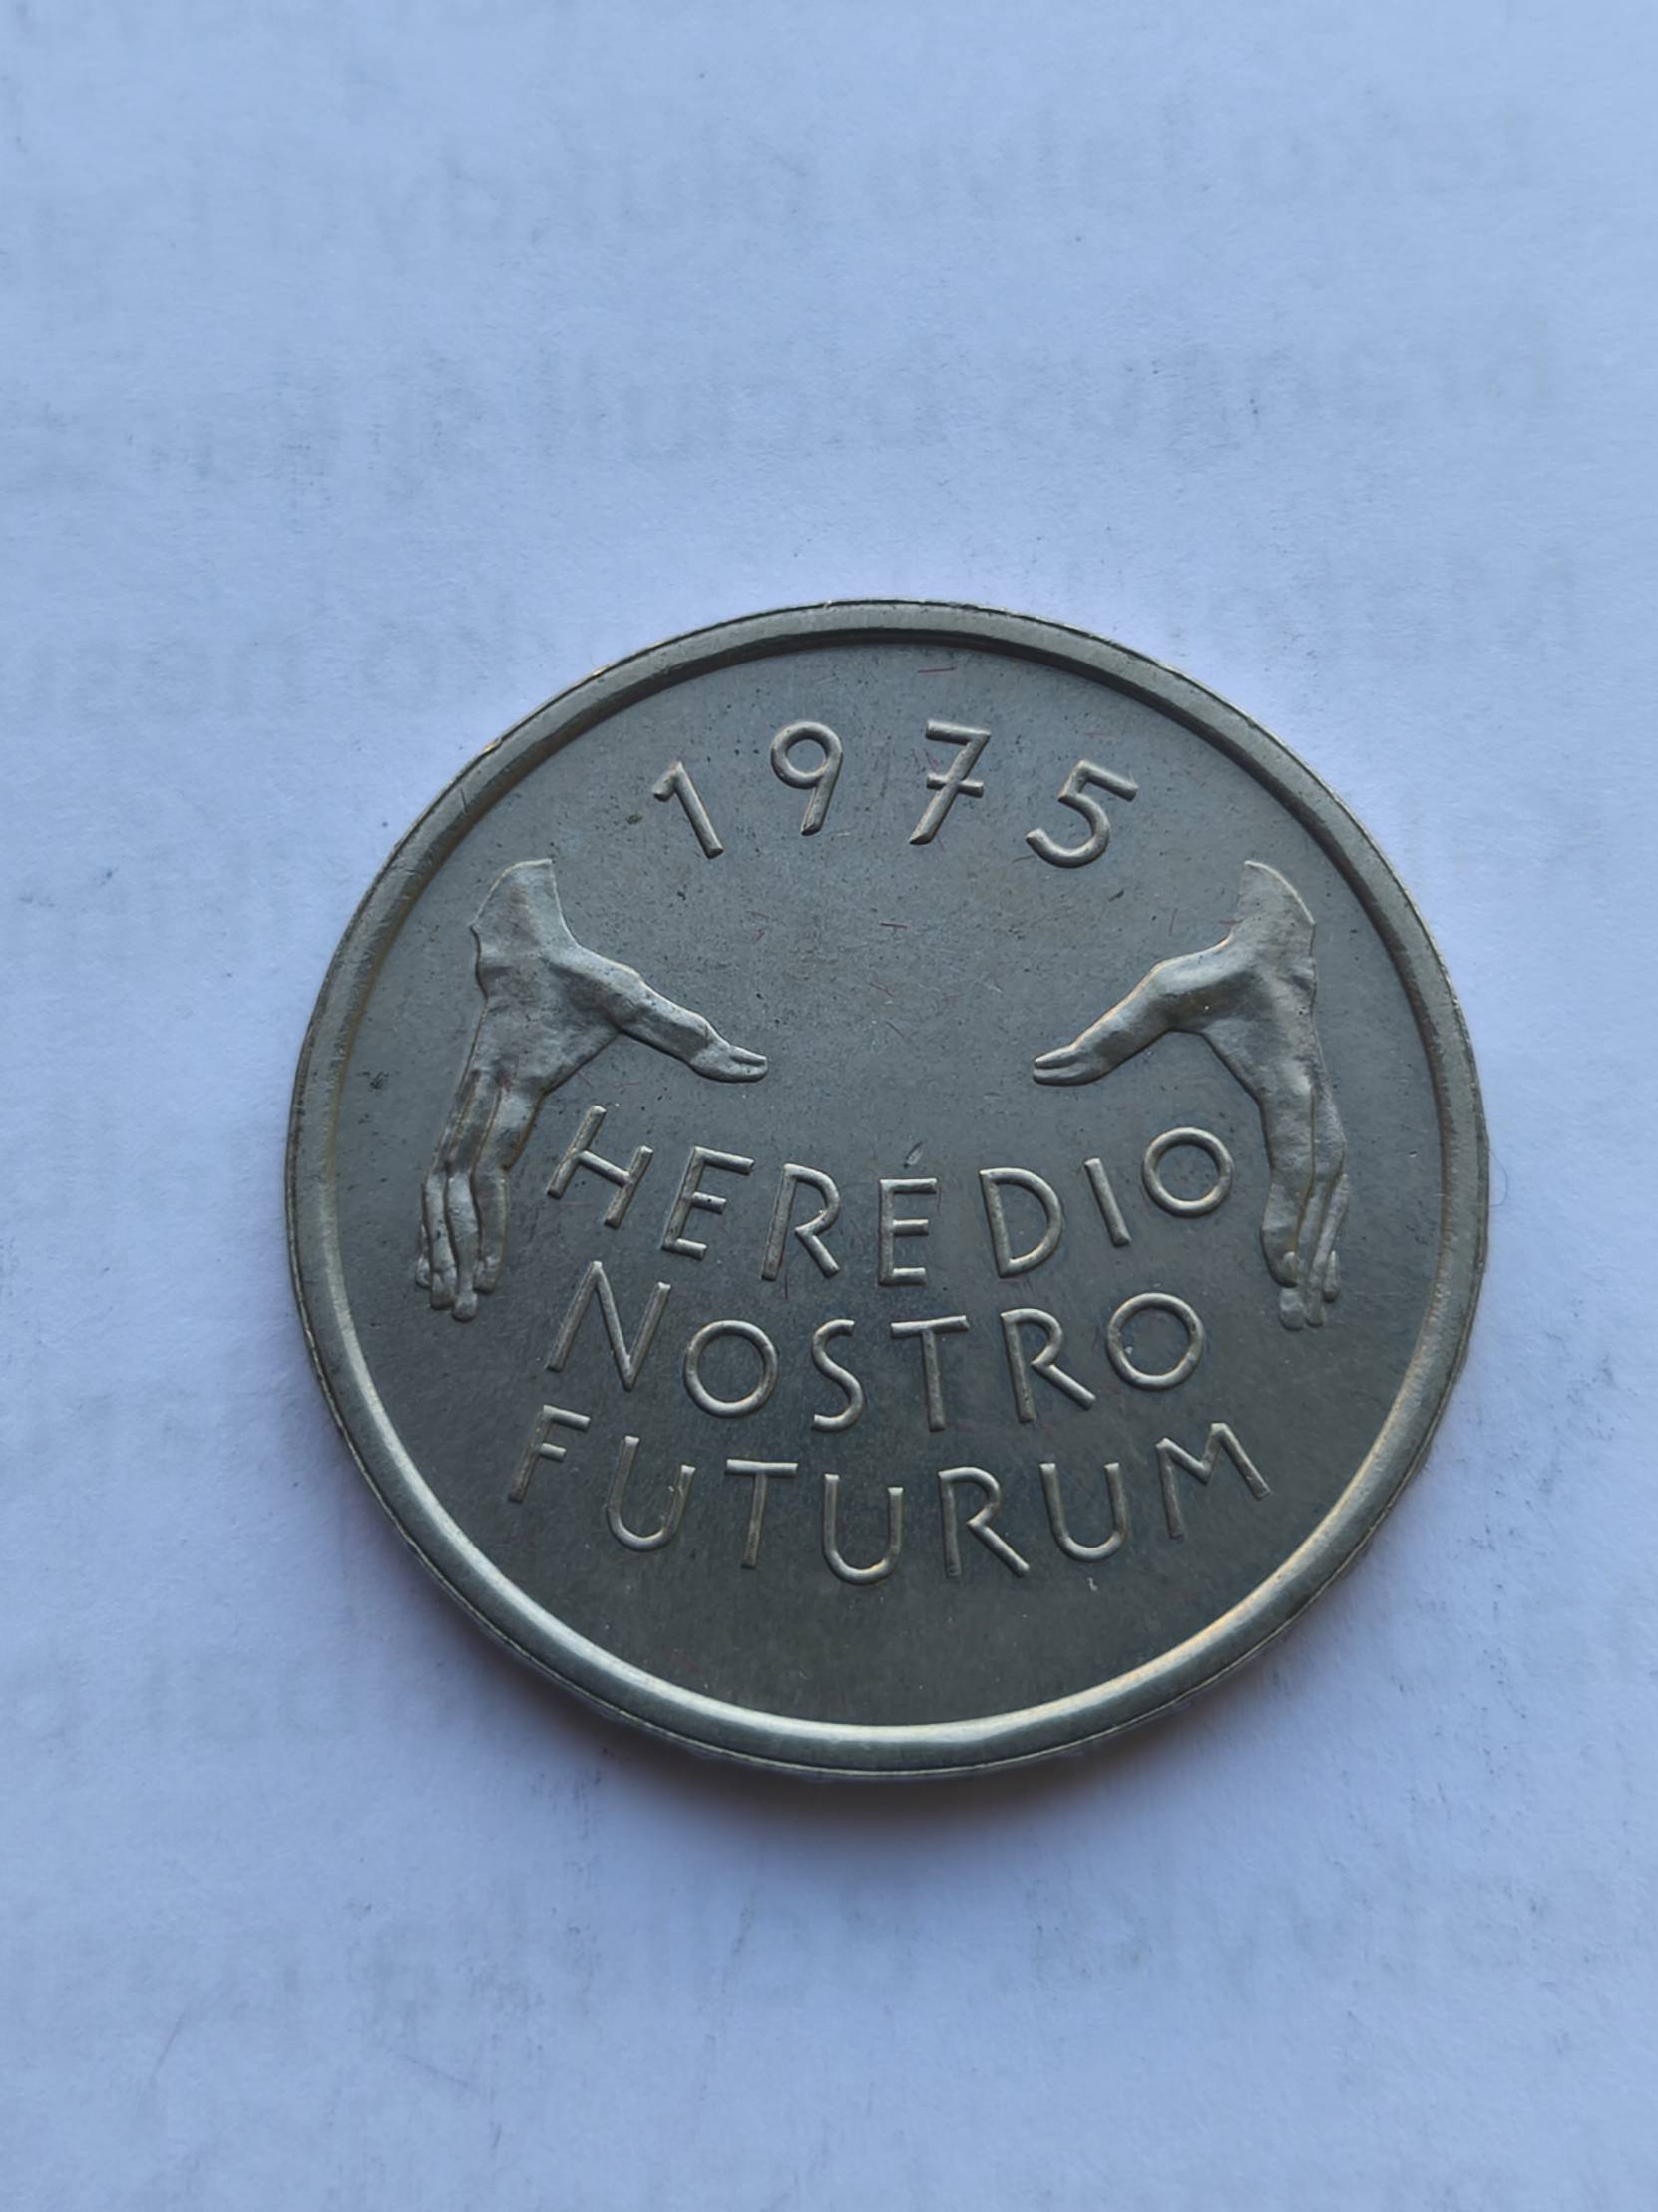 1975
HERÉDIO
NOSTRO
FUTURUM